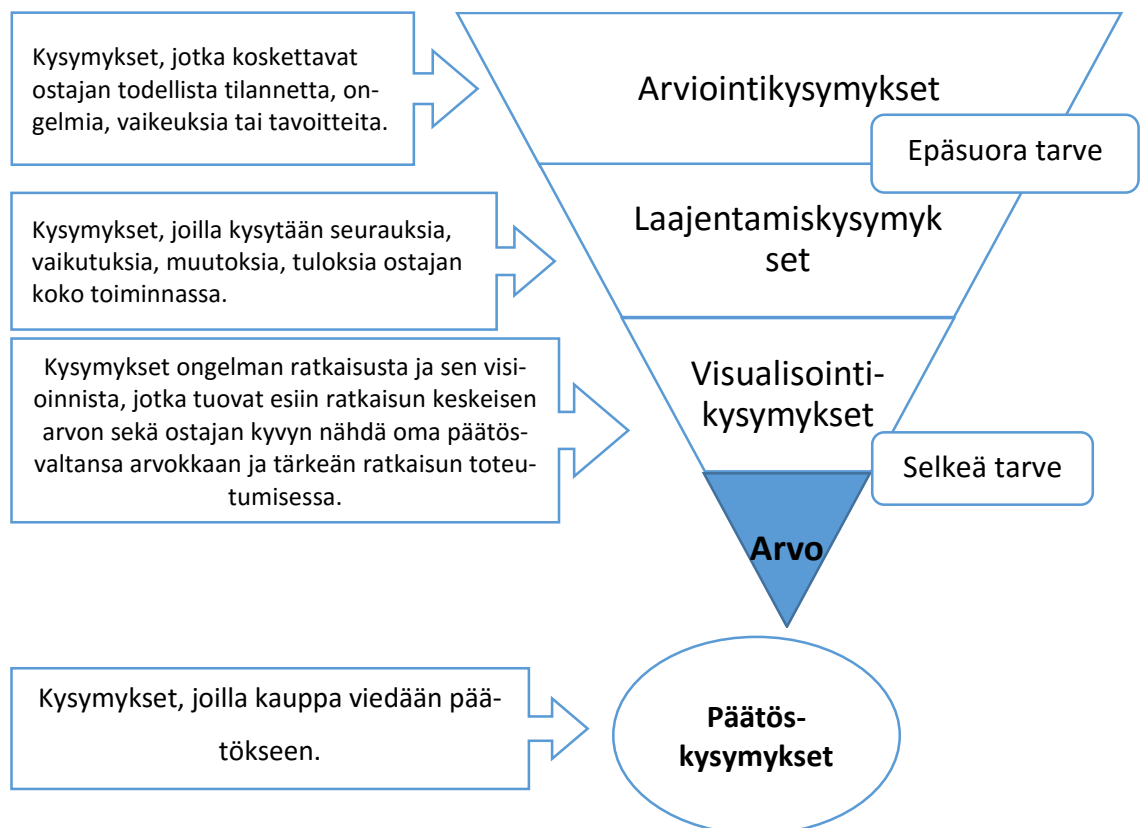 Kysymykset, jotka koskettavat
ostajan todellista tilannetta, on-
gelmia, vaikeuksia tai tavoitteita.
Arviointikysymykset
Epäsuora tarve
Kysymykset, joilla kysytään seurauksia,
vaikutuksia, muutoksia, tuloksia ostajan
koko toiminnassa.
Laajentamiskysymyk
set
Kysymykset ongelman ratkaisusta ja sen visi-
oinnista, jotka tuovat esiin ratkaisun keskeisen
arvon sekä ostajan kyvyn nähdä oma päätös-
valtansa arvokkaan ja tärkeän ratkaisun toteu-
tumisessa.
Visualisointi-
kysymykset
Selkeä tarve
Arvo
Kysymykset, joilla kauppa viedään pää-
tökseen.
Päätös-
kysymykset